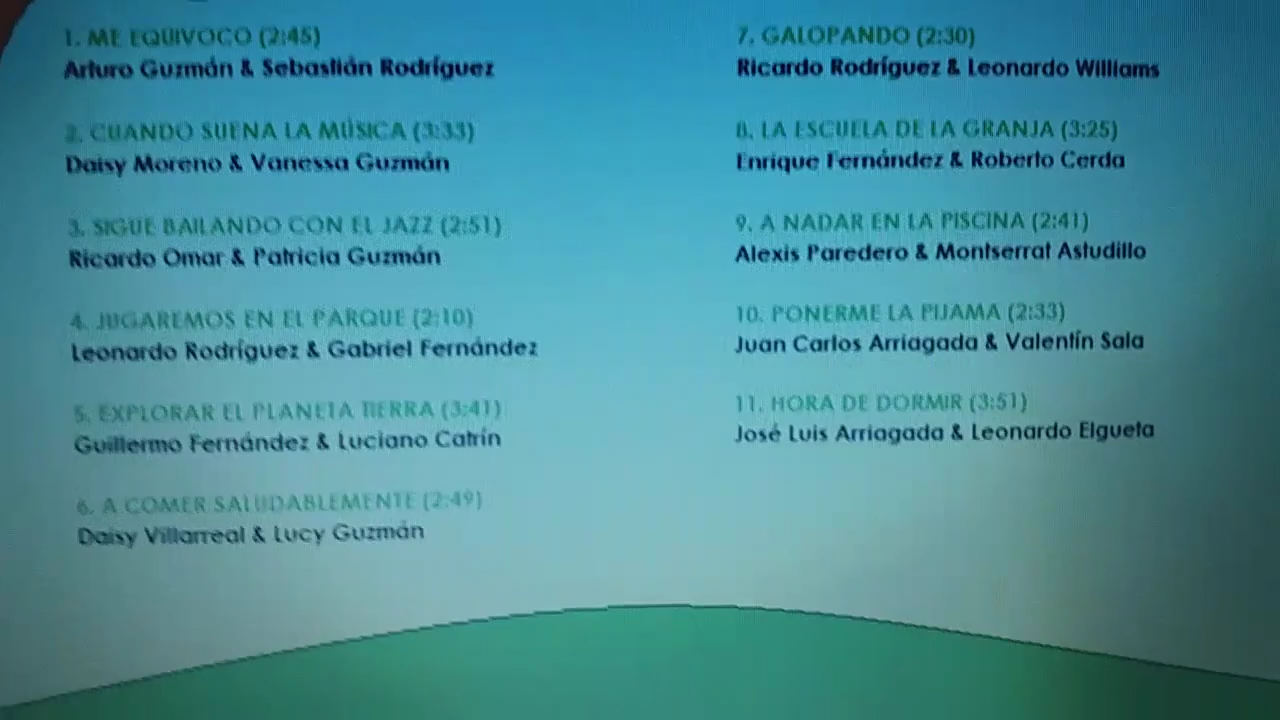 1. ME EQUIVOCO (2:45)
Arturo Guzmán & Sebastián Rodríguez
2. CUANDO SUENA LA MÚSICA (3:33)
Daisy Moreno & Vanessa Guzmán
3. SIGUE BAILANDO CON EL JAZZ (2:51)
Ricardo Omar & Patricia Guzmán
4. JUGAREMOS EN EL PARQUE (2:10)
Leonardo Rodríguez & Gabriel Fernández
5. EXPLORAR EL PLANETA TIERRA (3:41)
Guillermo Fernández & Luciano Catrín
6. A COMER SALUDABLEMENTE (2:49)
Daisy Villarreal & Lucy Guzmán
7. GALOPANDO (2:30)
Ricardo Rodríguez & Leonardo Williams
8. LA ESCUELA DE LA GRANJA (3:25)
Enrique Fernández & Roberto Cerda
9. A NADAR EN LA PISCINA (2:41)
Alexis Paredero & Montserrat Astudillo
10. PONERME LA PIJAMA (2:33)
Juan Carlos Arriagada & Valentín Sala
11. HORA DE DORMIR (3:51)
José Luis Arriagada & Leonardo Elgueta